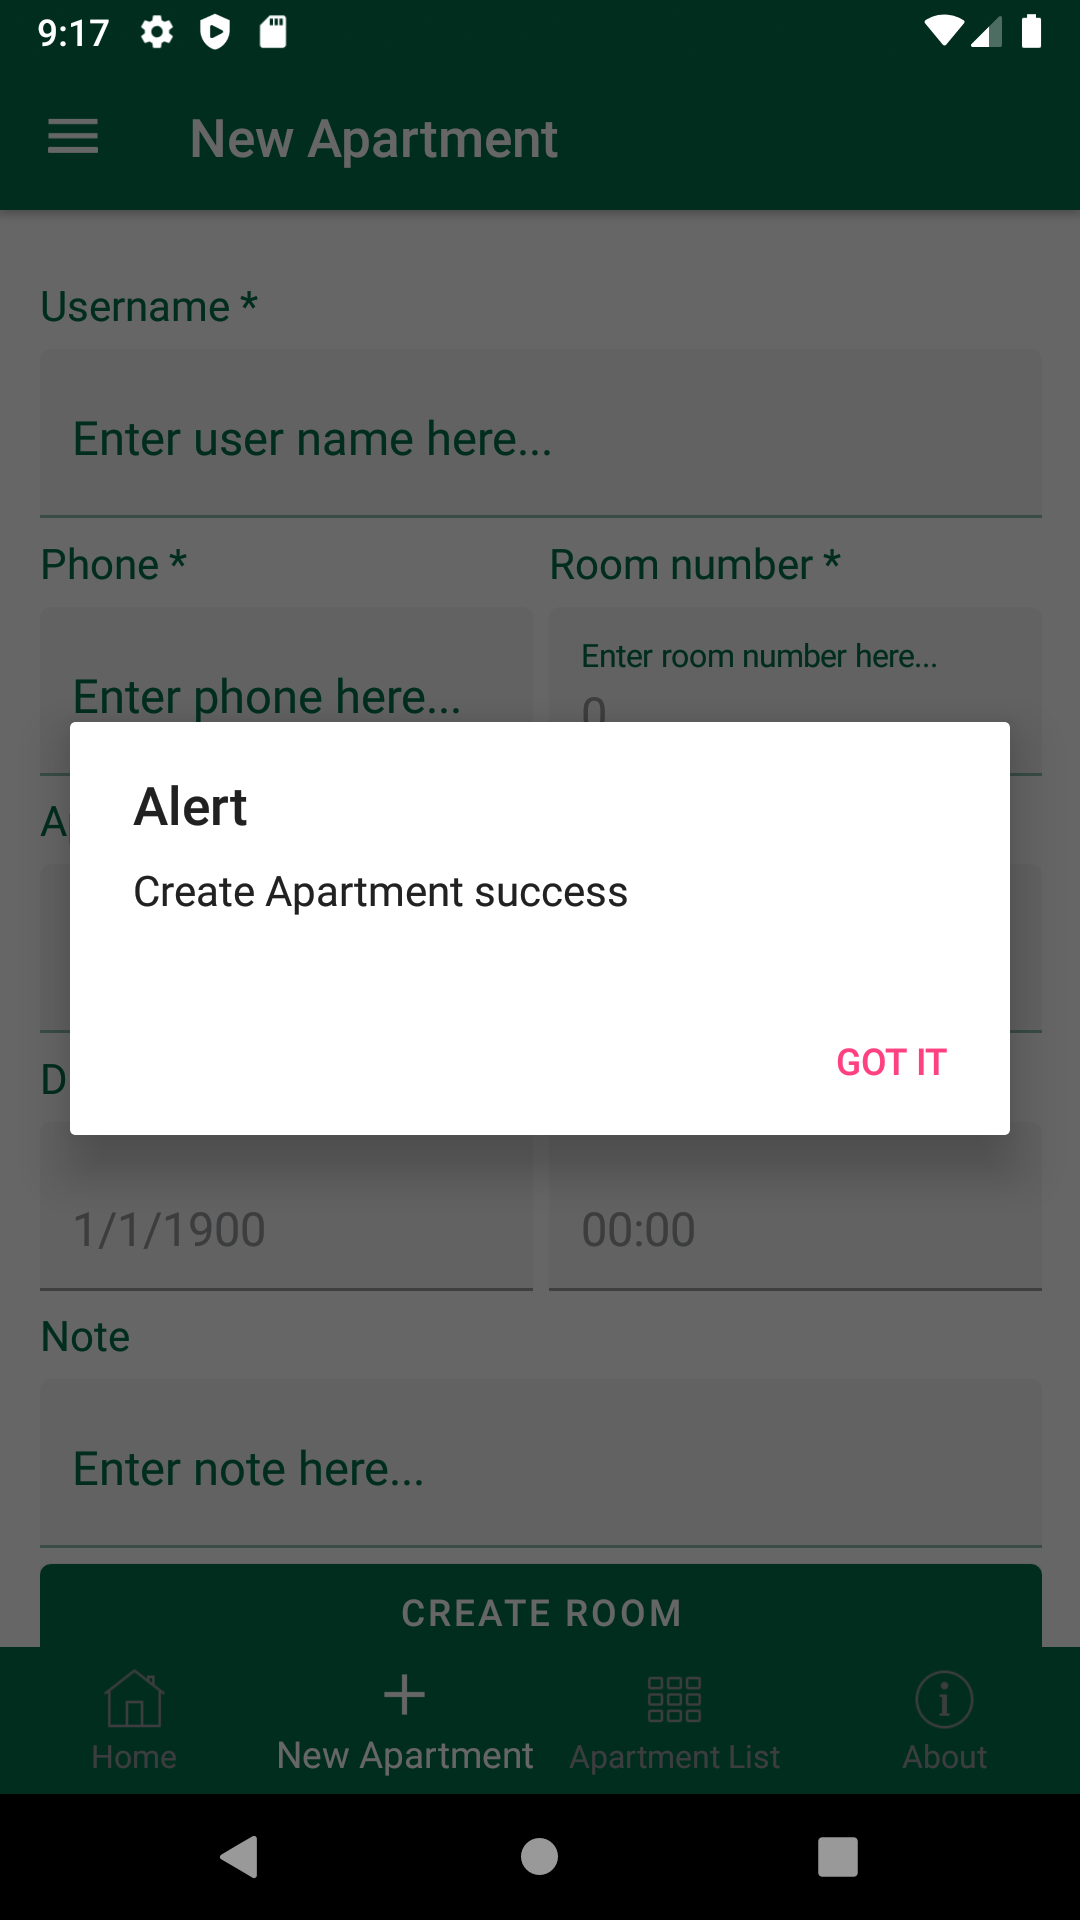 9:17
New Apartment
Username *
Enter user name here...
Phone *
Room number *
Enter phone here...
Enter room number here...
0
A
Alert
Create Apartment success
GOT IT
D
1/1/1900
00:00
Note
Enter note here...
CREATE ROOM
Home
New Apartment
Apartment List
About